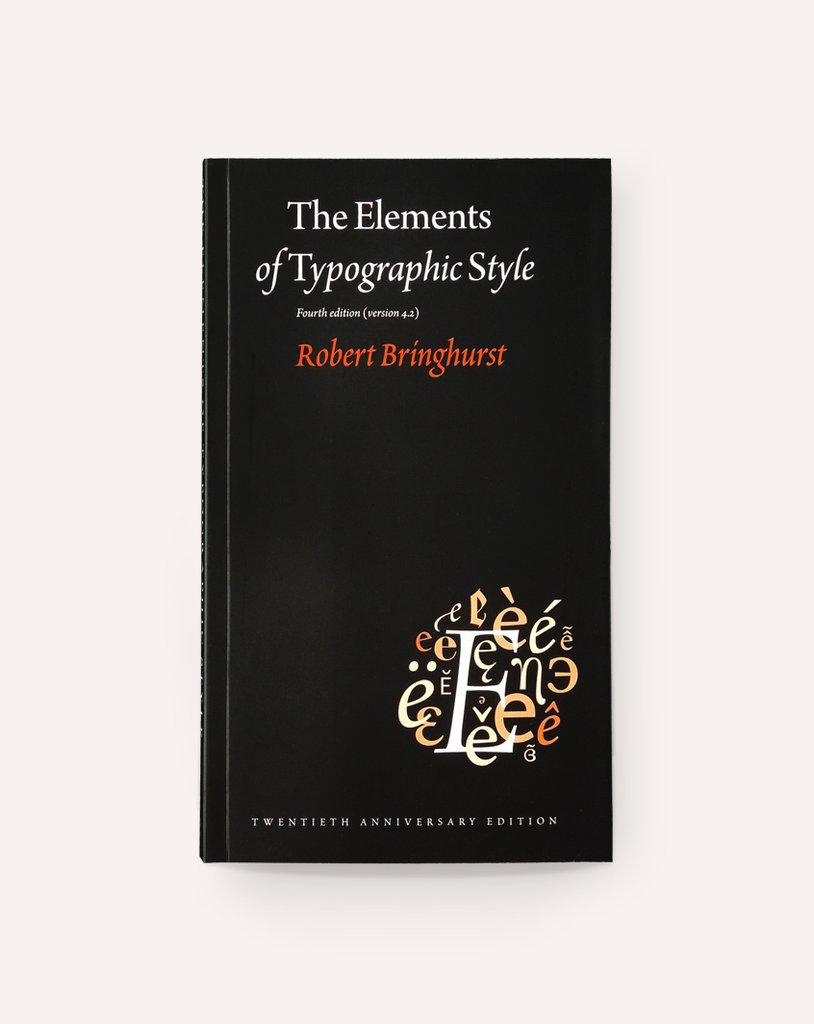 The Elements
of Typographic Style
Fourth edition (version 4.2)
Robert Bringhurst
TWENTIETH ANNIVERSARY EDITION